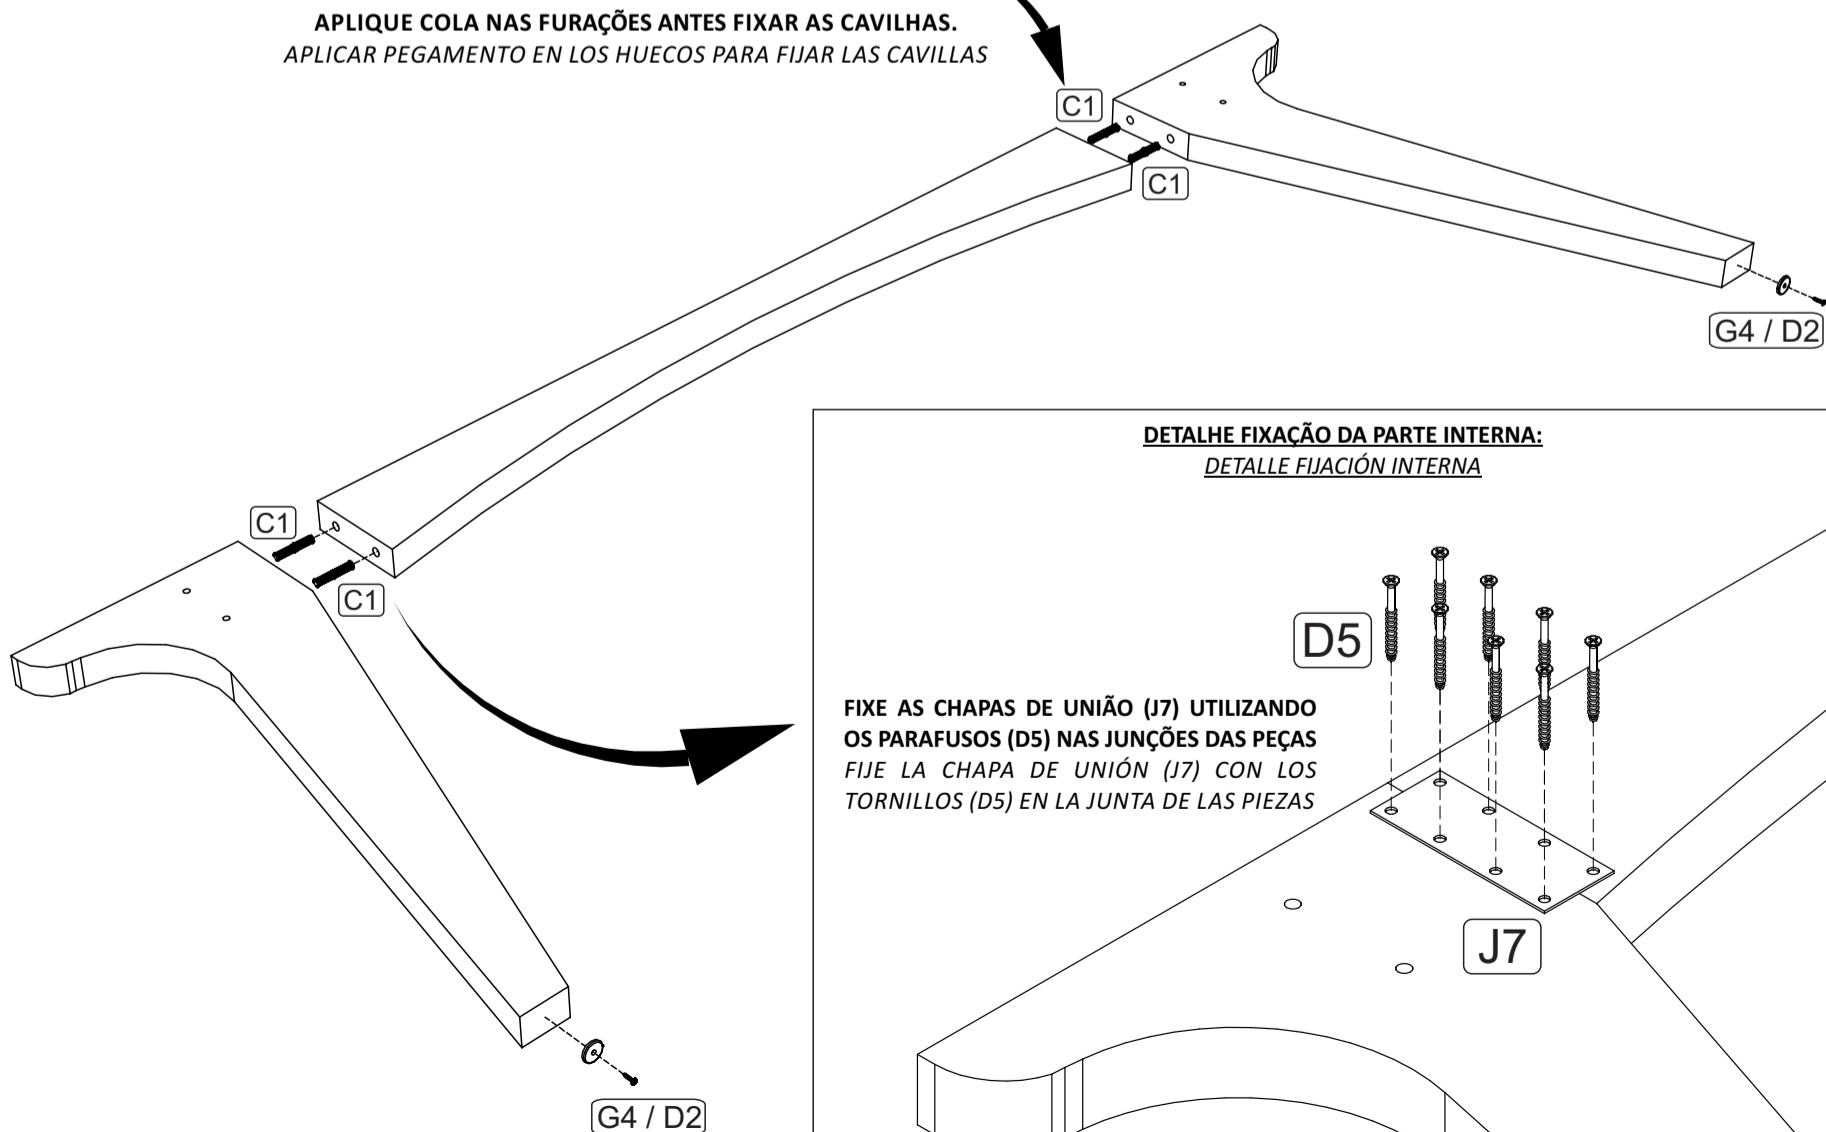 APLIQUE COLA NAS FURAÇÕES ANTES FIXAR AS CAVILHAS.
APLICAR PEGAMENTO EN LOS HUECOS PARA FIJAR LAS CAVILLAS
C1
C1
G4 / D2
C1
C1
G4 / D2
DETALHE FIXAÇÃO DA PARTE INTERNA:
DETALLE FIJACIÓN INTERNA
D5
FIXE AS CHAPAS DE UNIÃO (J7) UTILIZANDO
OS PARAFUSOS (D5) NAS JUNÇÕES DAS PEÇAS
FIJE LA CHAPA DE UNIÓN (J7) CON LOS
TORNILLOS (D5) EN LA JUNTA DE LAS PIEZAS
J7